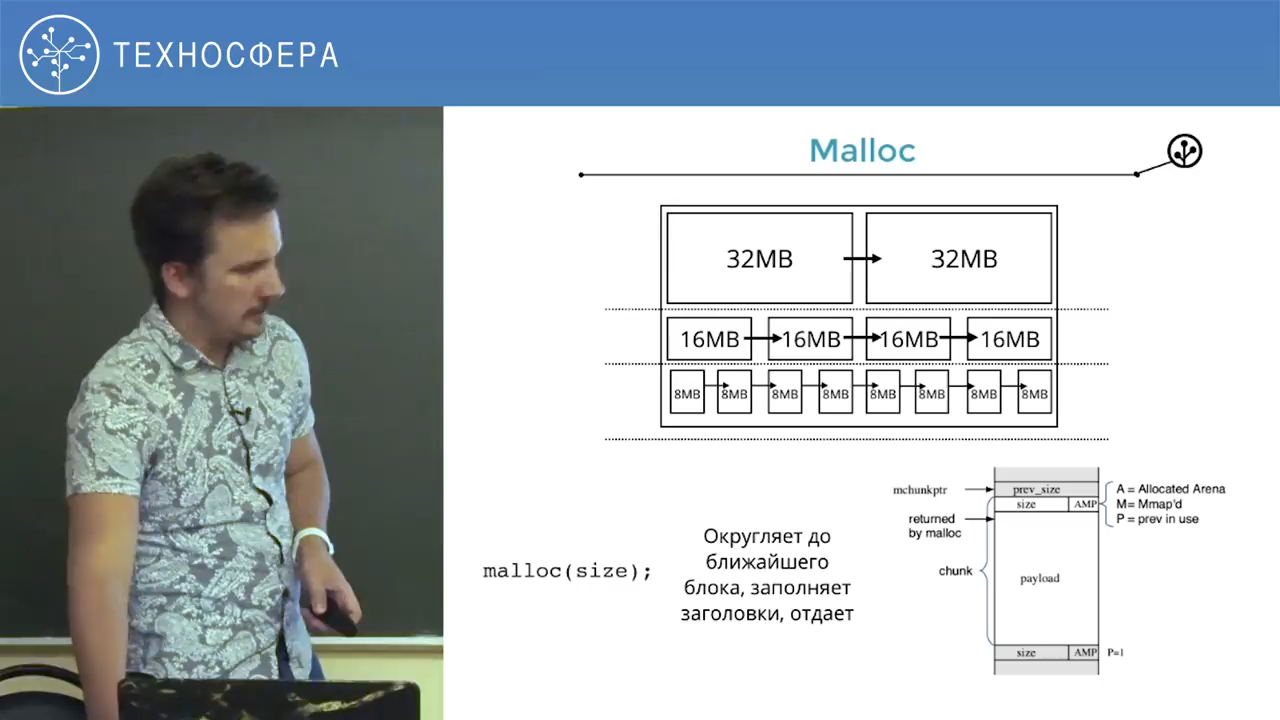 ТЕХНОСФЕРА
Malloc
32MB 32MB
16MB 16MB 16MB 16MB
8MB 8MB 8MB 8MB 8MB 8MB 8MB 8MB
malloc(size);
Округляет до
ближайшего
блока, заполняет
заголовки, отдает
mchunkptr
returned
by malloc
chunk
prev_size
size AMP
payload
size AMP P=1
A = Allocated Arena
M= Mmap'd
P = prev in use